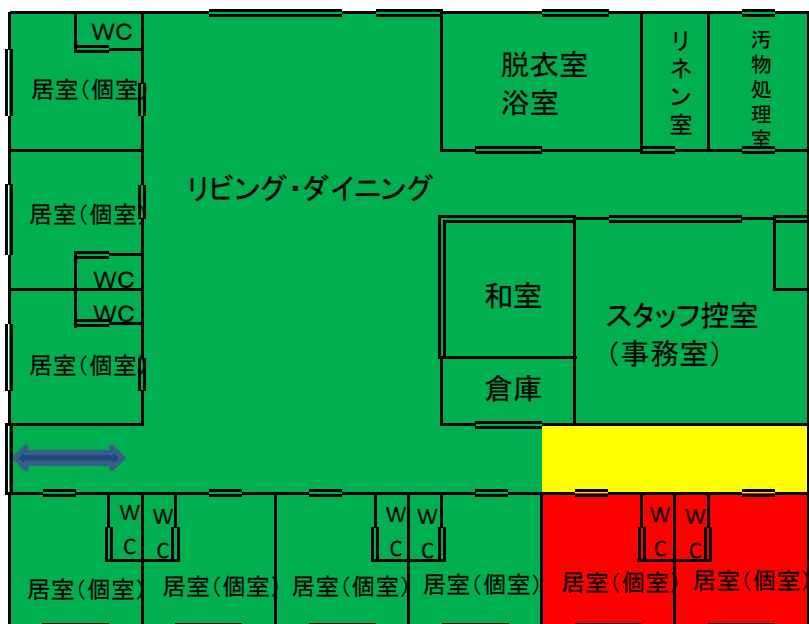 WC
居室(個室)
脱衣室
浴室
リネン室
汚物処理室
リビング・ダイニング
居室(個室)
WC
WC
居室(個室)
和室
スタッフ控室
(事務室)
倉庫
WC
WC
WC
WC
WC
WC
居室(個室)
居室(個室)
居室(個室)
居室(個室)
居室(個室)
居室(個室)